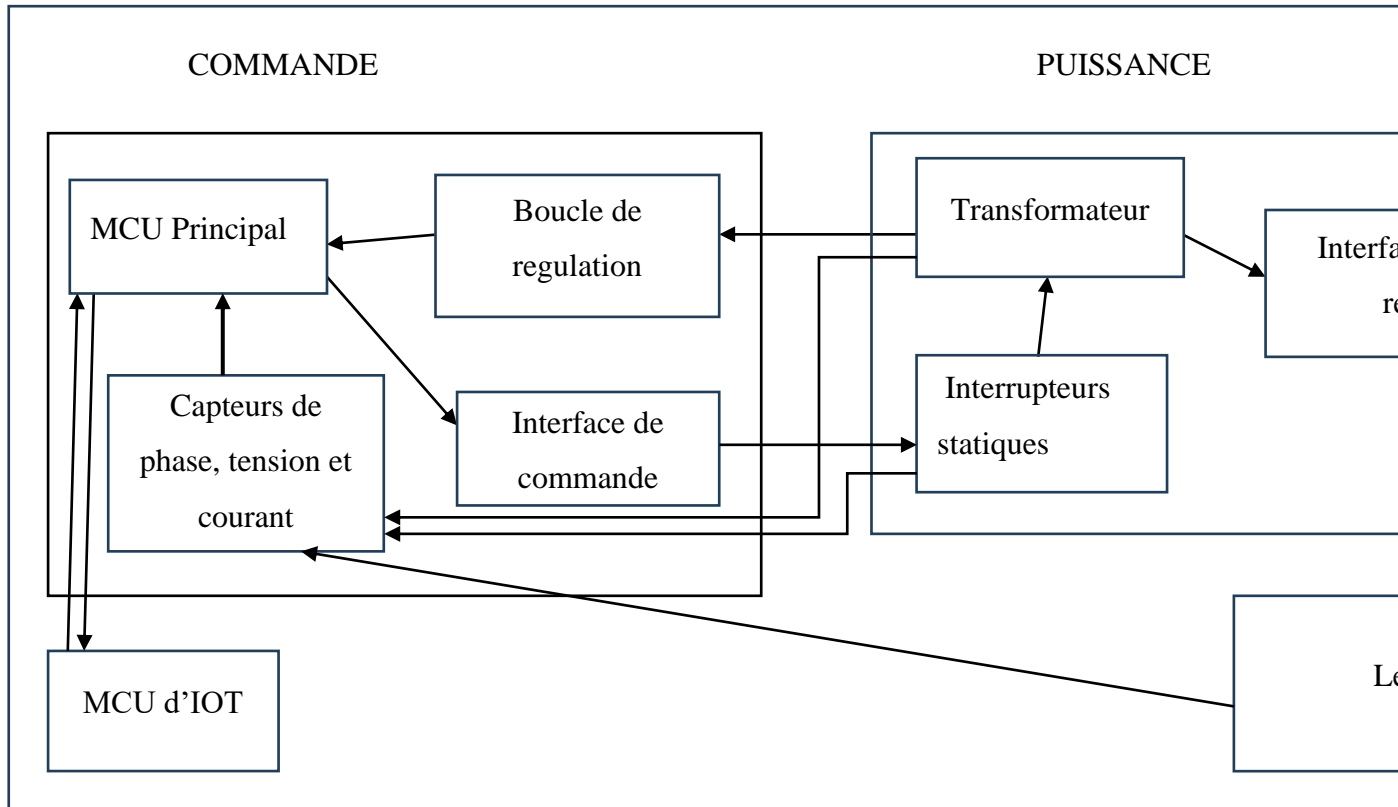 COMMANDE
PUISSANCE
MCU Principal
Boucle de
regulation
Transformateur
Capteurs de
phase, tension et
courant
Interface de
commande
Interrupteurs
statiques
MCU d’IOT